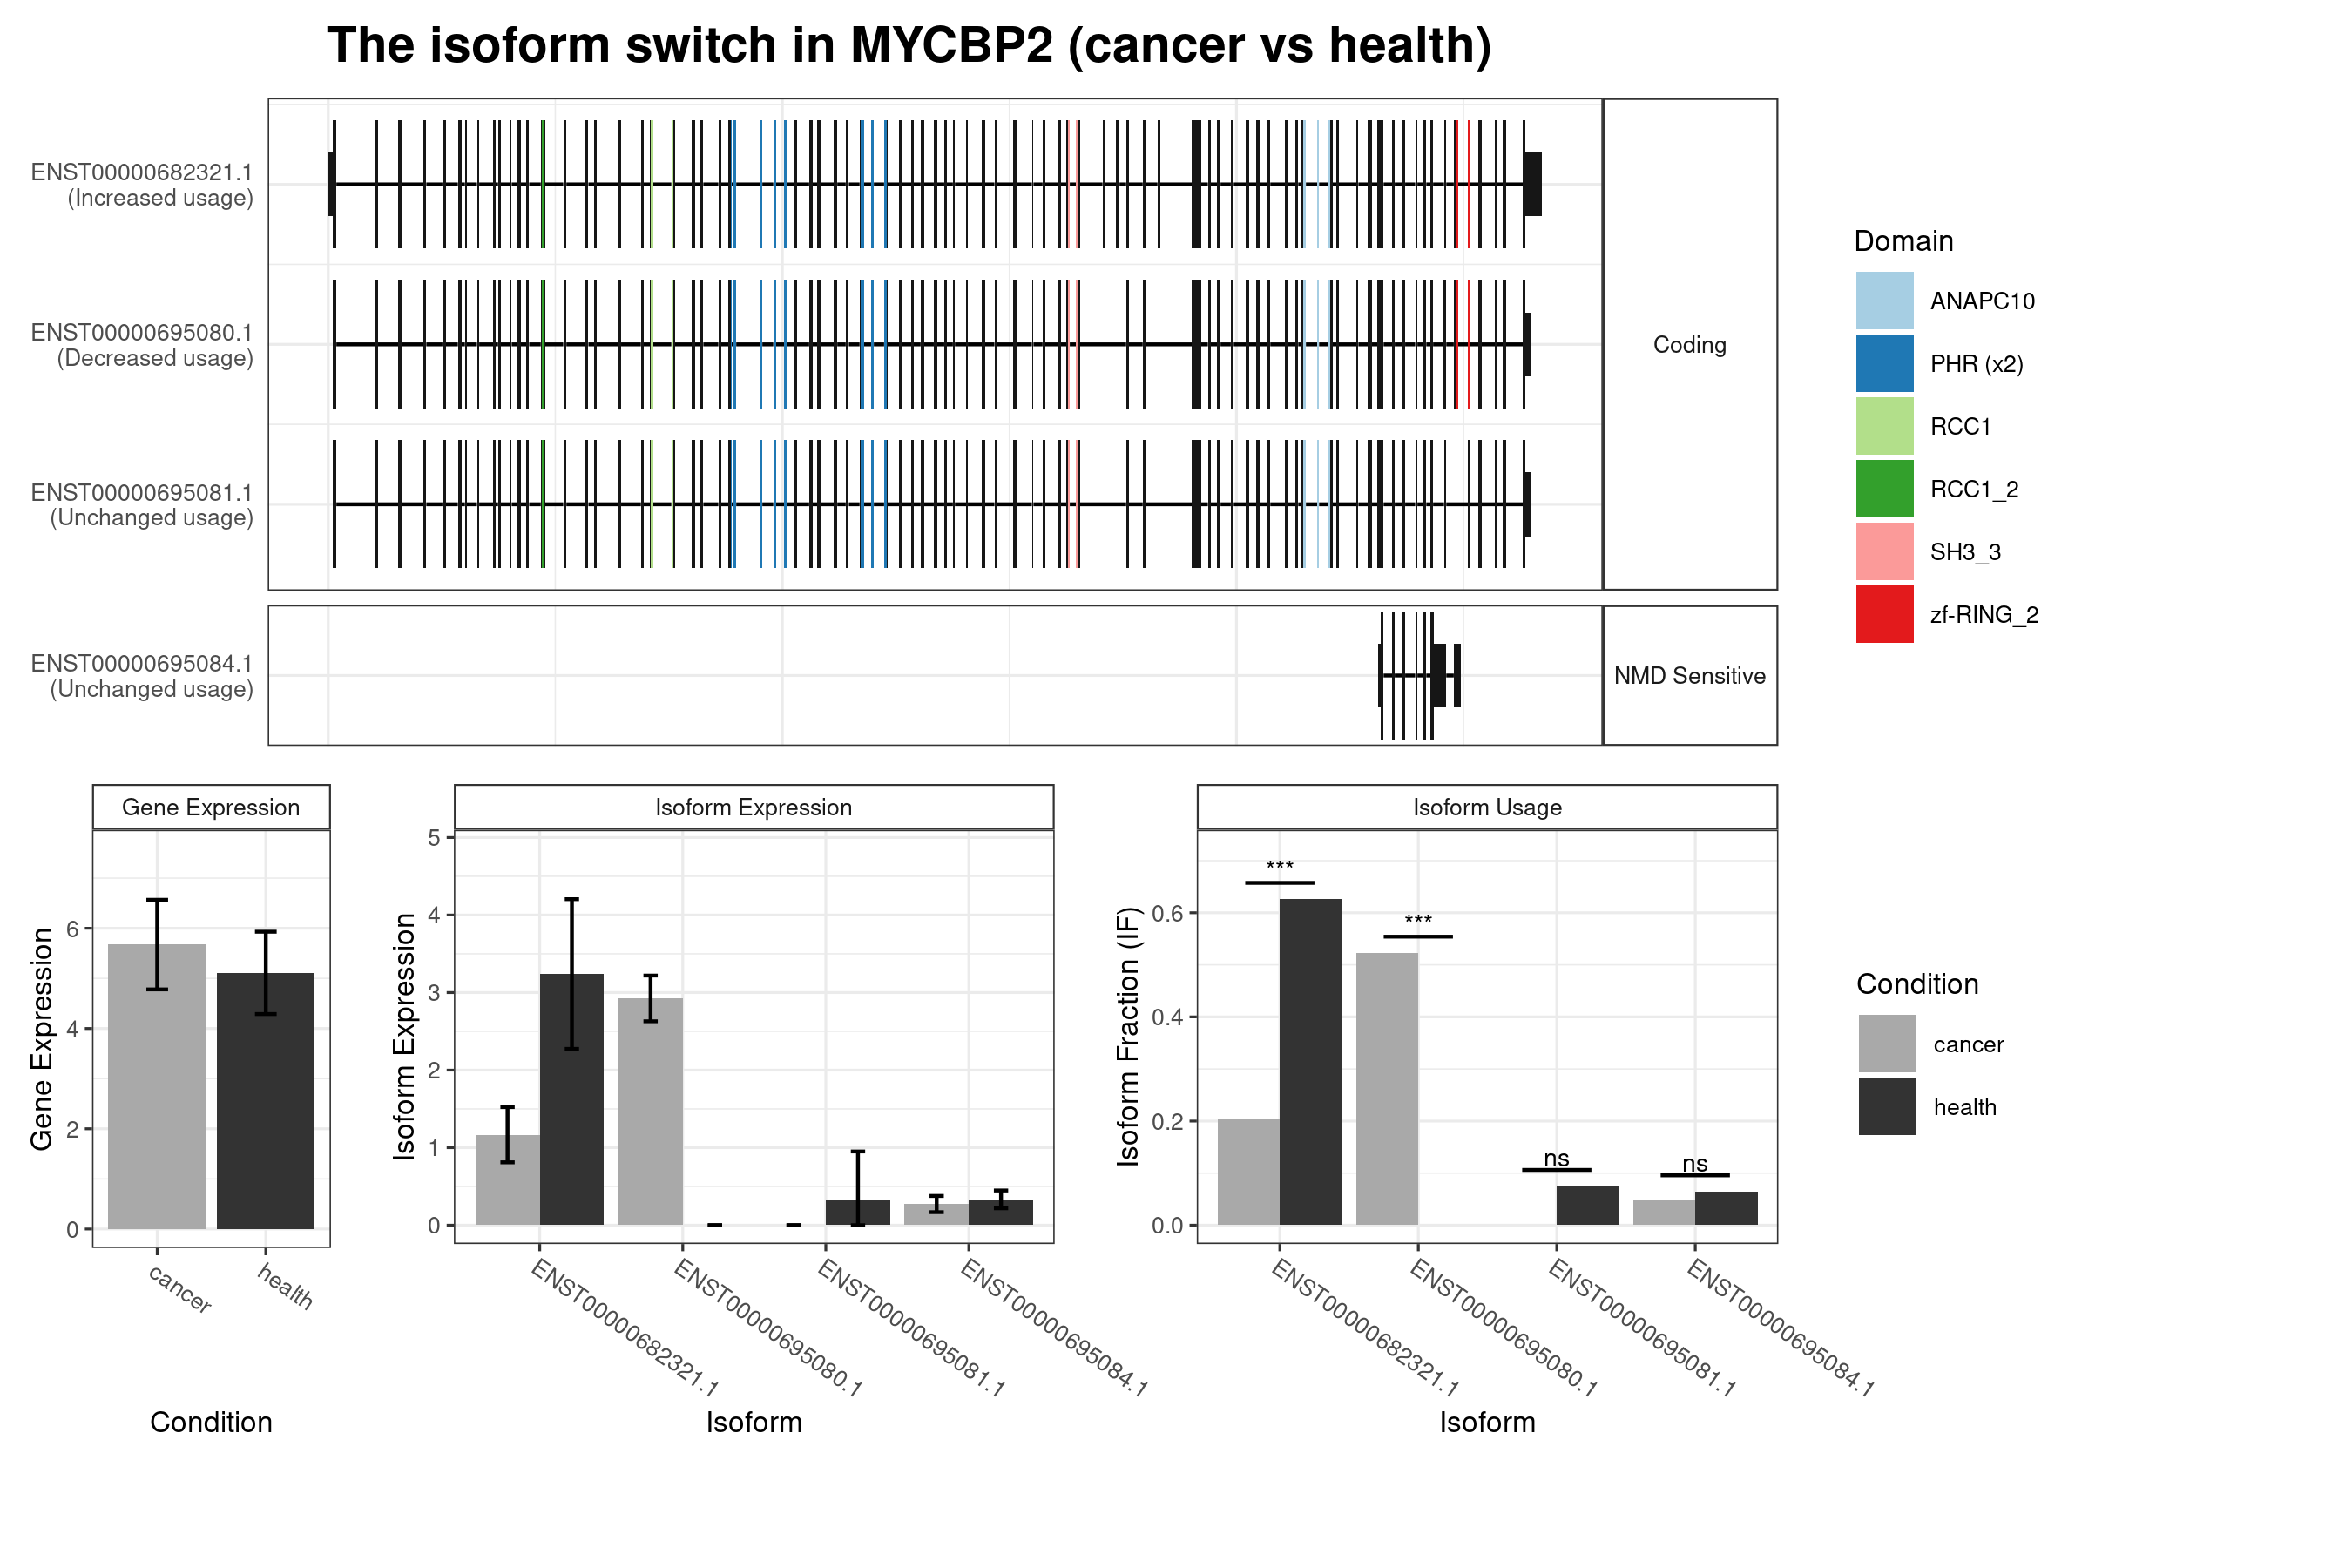 The isoform switch in MYCBP2 (cancer vs health)
ENST00000682321.1
(Increased usage)
ENST00000695080.1
(Decreased usage)
ENST00000695081.1
(Unchanged usage)
Coding
ENST00000695084.1
(Unchanged usage)
NMD Sensitive
Domain
ANAPC10
PHR (x2)
RCC1
RCC1_2
SH3_3
zf-RING_2
Gene Expression
Gene Expression
6
4
2
0
cancer
health
Condition
Isoform Expression
Isoform Expression
5
4
3
2
1
0
ENST00000682321.1
ENST00000695080.1
ENST00000695081.1
ENST00000695084.1
Isoform
Isoform Usage
Isoform Fraction (IF)
0.6
0.4
0.2
0.0
***
***
ns
ns
ENST00000682321.1
ENST00000695080.1
ENST00000695081.1
ENST00000695084.1
Isoform
Condition
cancer
health